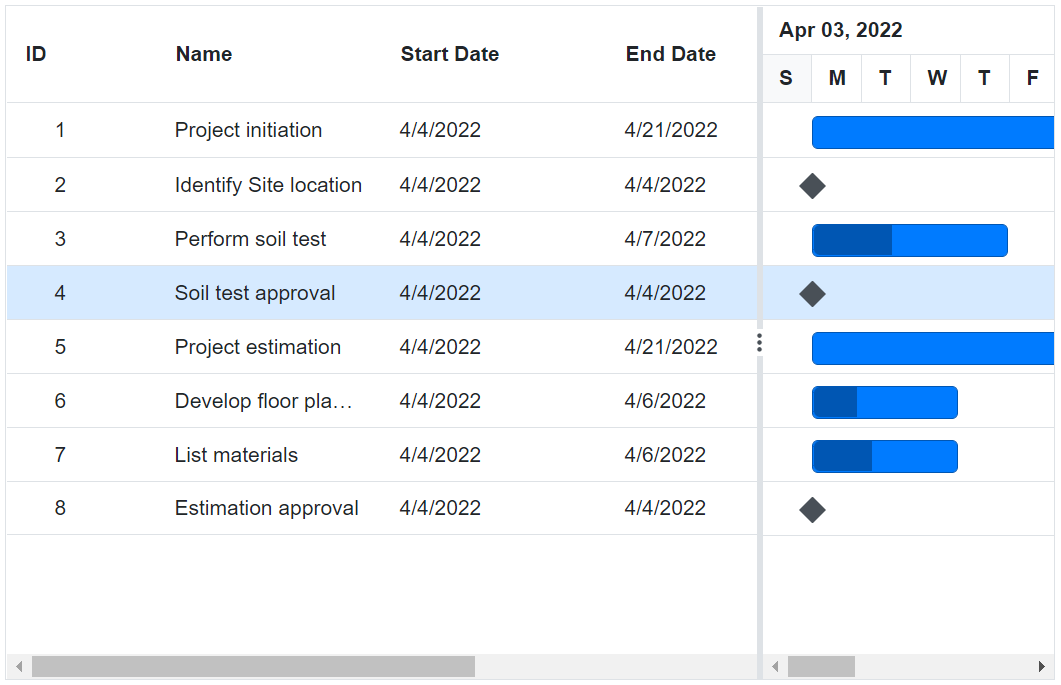 ID Name Start Date End Date
Apr 03, 2022
S M T W T F
1 Project initiation 4/4/2022 4/21/2022
2 Identify Site location 4/4/2022 4/4/2022
3 Perform soil test 4/4/2022 4/7/2022
4 Soil test approval 4/4/2022 4/4/2022
5 Project estimation 4/4/2022 4/21/2022
6 Develop floor pla… 4/4/2022 4/6/2022
7 List materials 4/4/2022 4/6/2022
8 Estimation approval 4/4/2022 4/4/2022